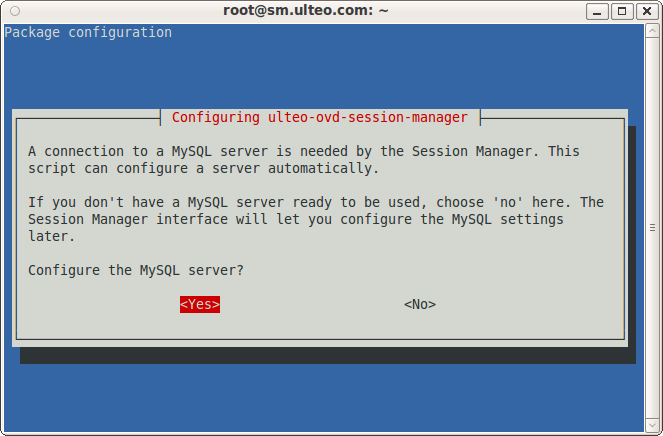 root@sm.ulteo.com: ~
Package configuration
Configuring ulteo-ovd-session-manager
A connection to a MySQL server is needed by the Session Manager. This
script can configure a server automatically.
If you don't have a MySQL server ready to be used, choose 'no' here. The
Session Manager interface will let you configure the MySQL settings
later.
Configure the MySQL server?
<Yes> <No>